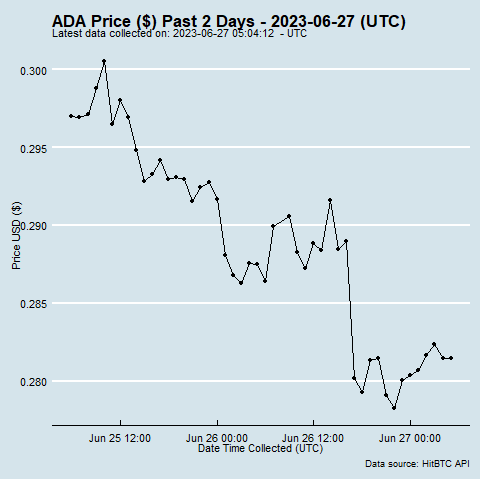 ADA Price ($) Past 2 Days - 2023-06-27 (UTC)
Latest data collected on: 2023-06-27 05:04:12 - UTC
0.300
0.295
0.290
0.285
0.280
Price USD ($)
Jun 25 12:00 Jun 26 00:00 Jun 26 12:00 Jun 27 00:00
Date Time Collected (UTC)
Data source: HitBTC API